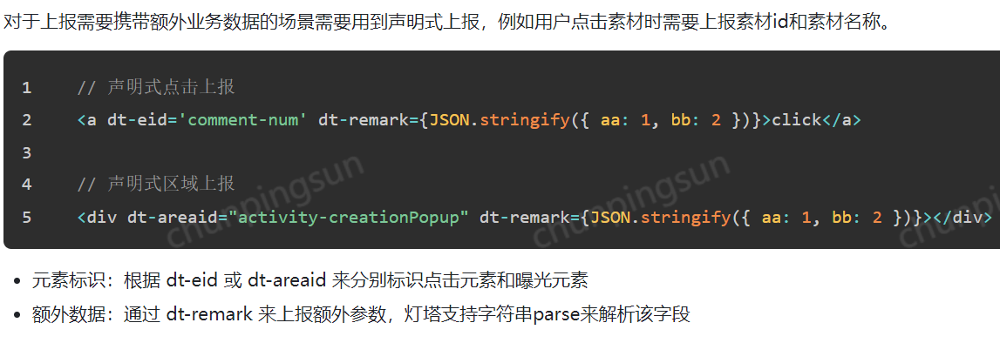 对于上报需要携带额外业务数据的场景需要用到声明式上报，例如用户点击素材时需要上报素材id和素材名称。
1 // 声明式点击上报
2 <a dt-eid='comment-num' dt-remark={JSON.stringify({ aa: 1, bb: 2 })}>click</a>
3
4 // 声明式区域上报
5 <div dt-areaid="activity-creationPopup" dt-remark={JSON.stringify({ aa: 1, bb: 2 })}></div>
chunpingsun chunpingsun chunpingsun
• 元素标识：根据 dt-eid 或 dt-areaid 来分别标识点击元素和曝光元素
• 额外数据：通过 dt-remark 来上报额外参数，灯塔支持字符串parse来解析该字段